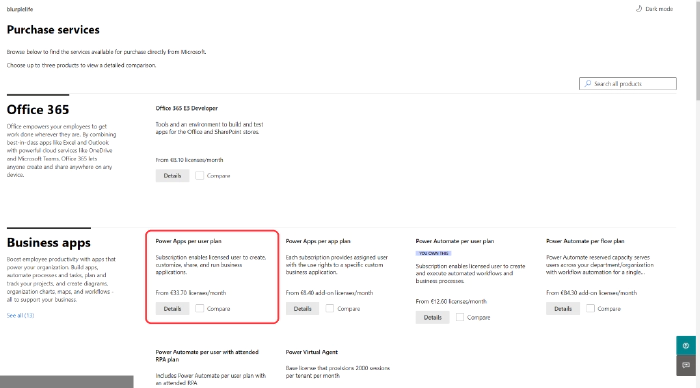 blurplelife
Dark mode
Purchase services
Browse below to find the services available for purchase directly from Microsoft.
Choose up to three products to view a detailed comparison.
Search all products
Office 365
Office empowers your employees to get
work done wherever they are. By combining
best-in-class apps like Excel and Outlook
with powerful cloud services like OneDrive
and Microsoft Teams. Office 365 lets
anyone create and share anywhere on any
device.
Office 365 E3 Developer
Tools and an environment to build and test
apps for the Office and SharePoint stores.
From €8.10 licenses/month
Details
Compare
Business apps
Boost employee productivity with apps that
power your organization. Build apps,
automate processes and tasks, plan and
track your projects, and create diagrams,
organization charts, maps, and workflows -
all to support your business.
See all (13)
Power Apps per user plan
Subscription enables licensed user to create,
customize, share, and run business
applications.
From €33.70 licenses/month
Details
Compare
Power Apps per app plan
Each subscription provides assigned user
with the use rights to a specific custom
business application.
From €8.40 add-on licenses/month
Details
Compare
Power Automate per user plan
YOU OWN THIS
Subscription enables licensed user to create
and execute automated workflows and
business processes.
From €12.60 licenses/month
Details
Compare
Power Automate per flow plan
Power Automate reserved capacity serves
users across your department/organization
with workflow automation for a single...
From €84.30 add-on licenses/month
Details
Compare
Power Automate per user with attended
RPA plan
Includes Power Automate per user plan with
an attended RPA
Power Virtual Agent
Base license that provisions 2000 sessions
per tenant per month